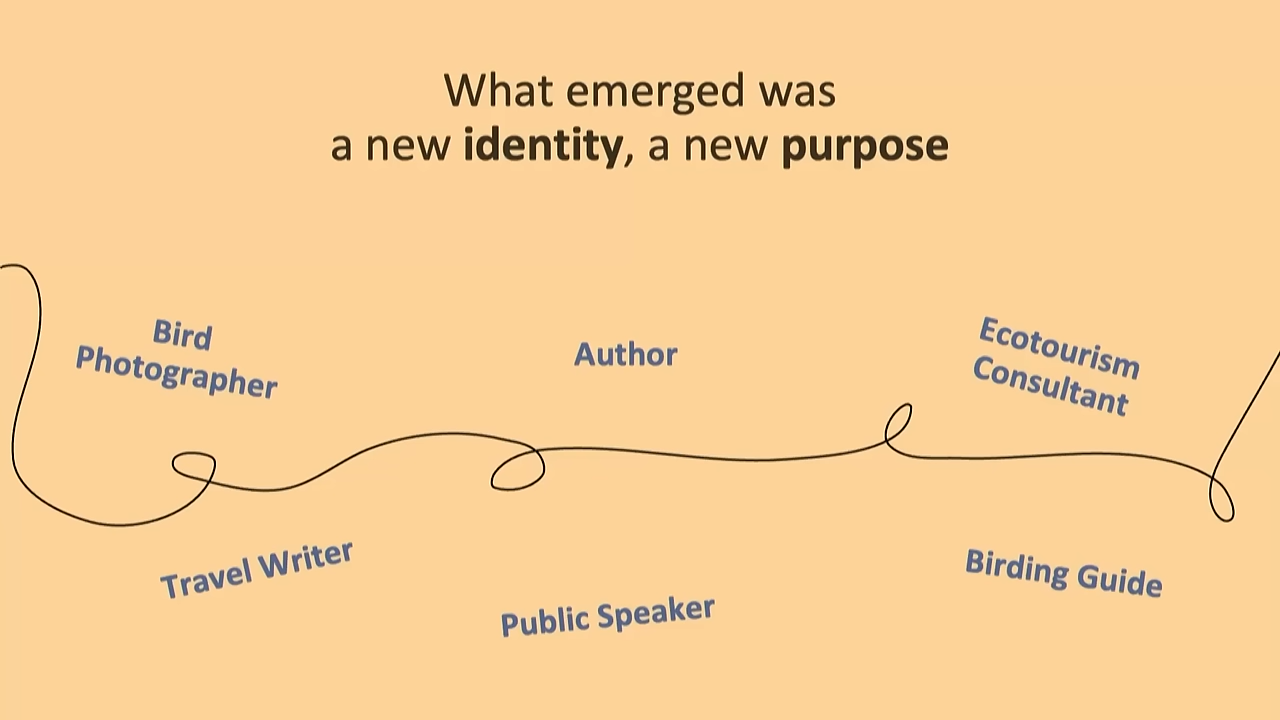 What emerged was
a new identity, a new purpose
Bird
Photographer
Author
Ecotourism
Consultant
Travel Writer
Public Speaker
Birding Guide